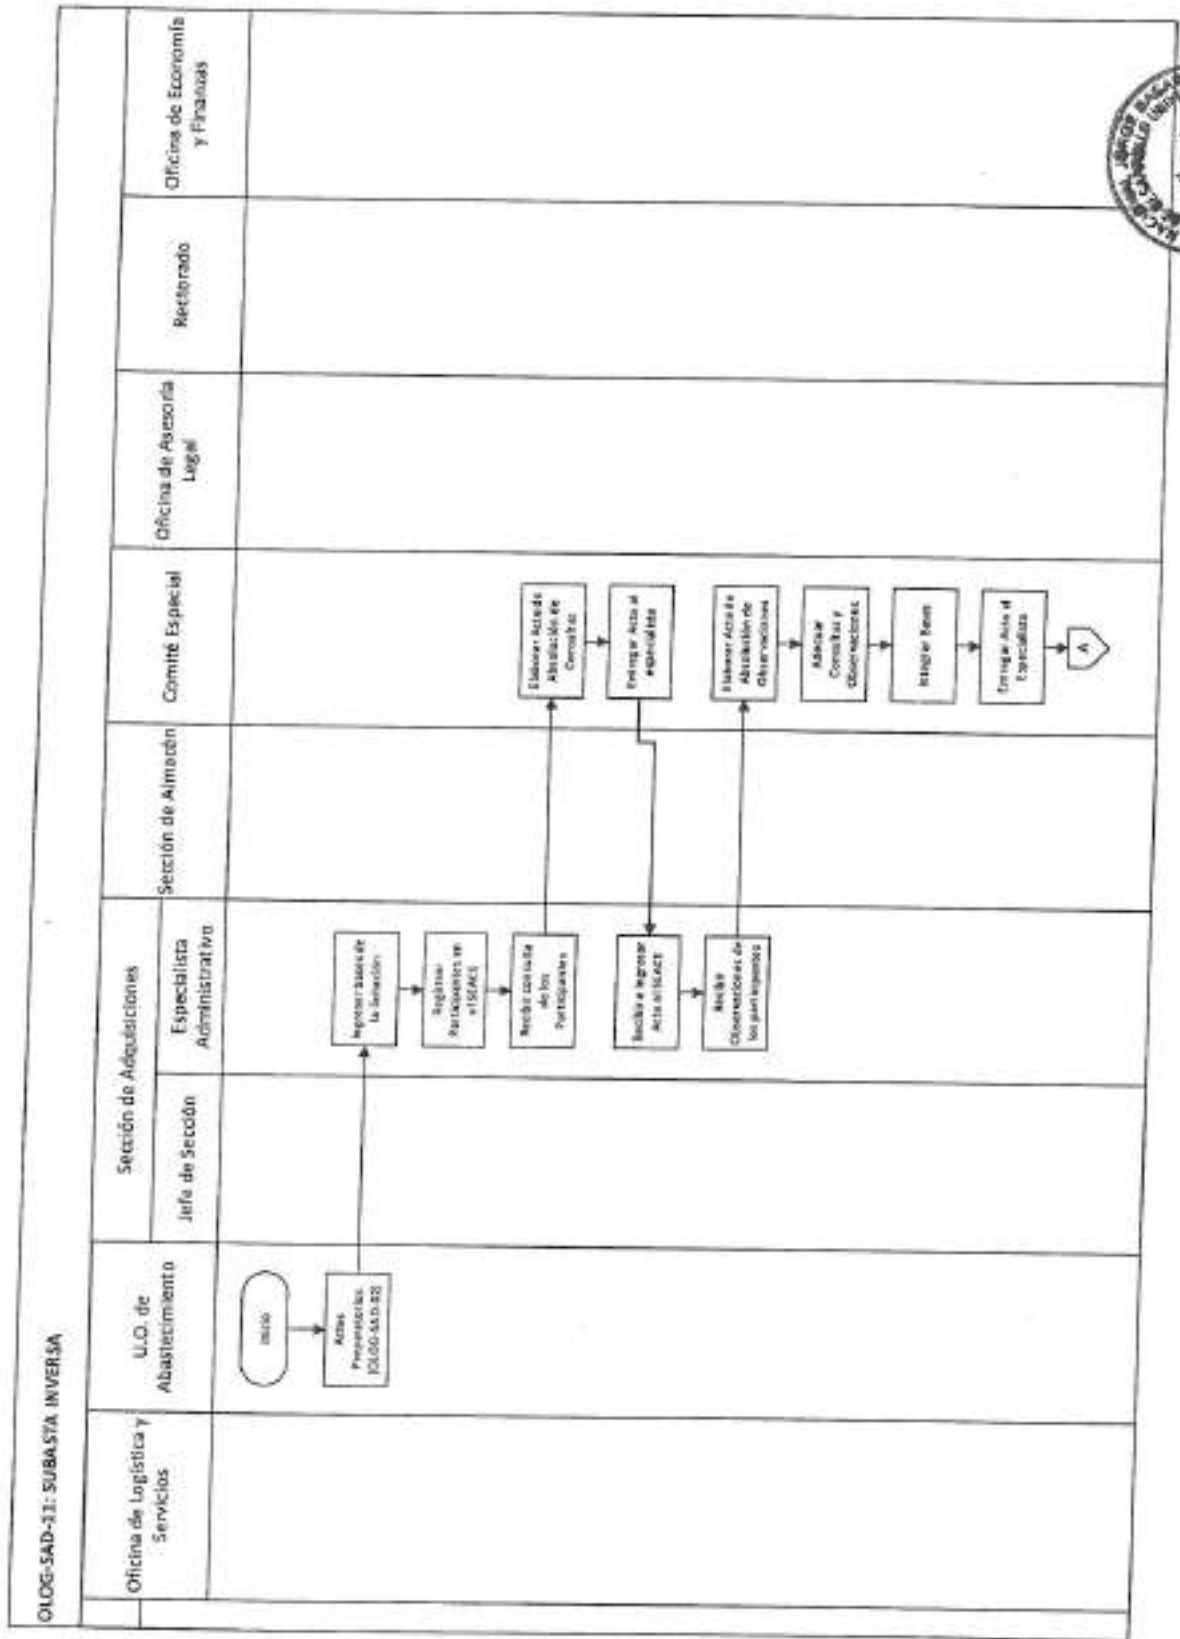 OLOG-SAD-11: SUBASTA INVERSA
Oficina de Logística y
Servicios
U.O. de
Abastecimiento
Sección de Adquisiciones
Jefe de Sección
Especialista
Administrativo
Sección de Almacén
Comité Especial
Oficina de Asesoría
Legal
Rectorado
Oficina de Economía
y Finanzas
Inicio
Actos
Preparatorios
(OLOG-SAD-02)
Ingresar bases de
la
Registrar
Participantes en
el SEACE
Recibir consulta
de los
Participantes
Elaborar Acta de
Absolución de
Consultas
Entregar Acta al
especialista
Recibir e ingresar
Acta al SEACE
Recibir
Observaciones de
los participantes
Elaborar Acta de
Absolución de
Observaciones
Adecuar
Consultas y
Observaciones
Integrar Bases
Entregar Acta al
Especialista
A